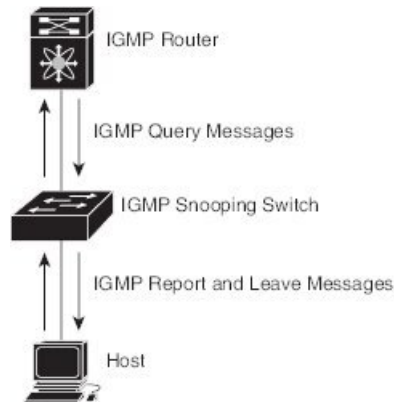 IGMP Router
IGMP Query Messages
IGMP Snooping Switch
IGMP Report and Leave Messages
Host